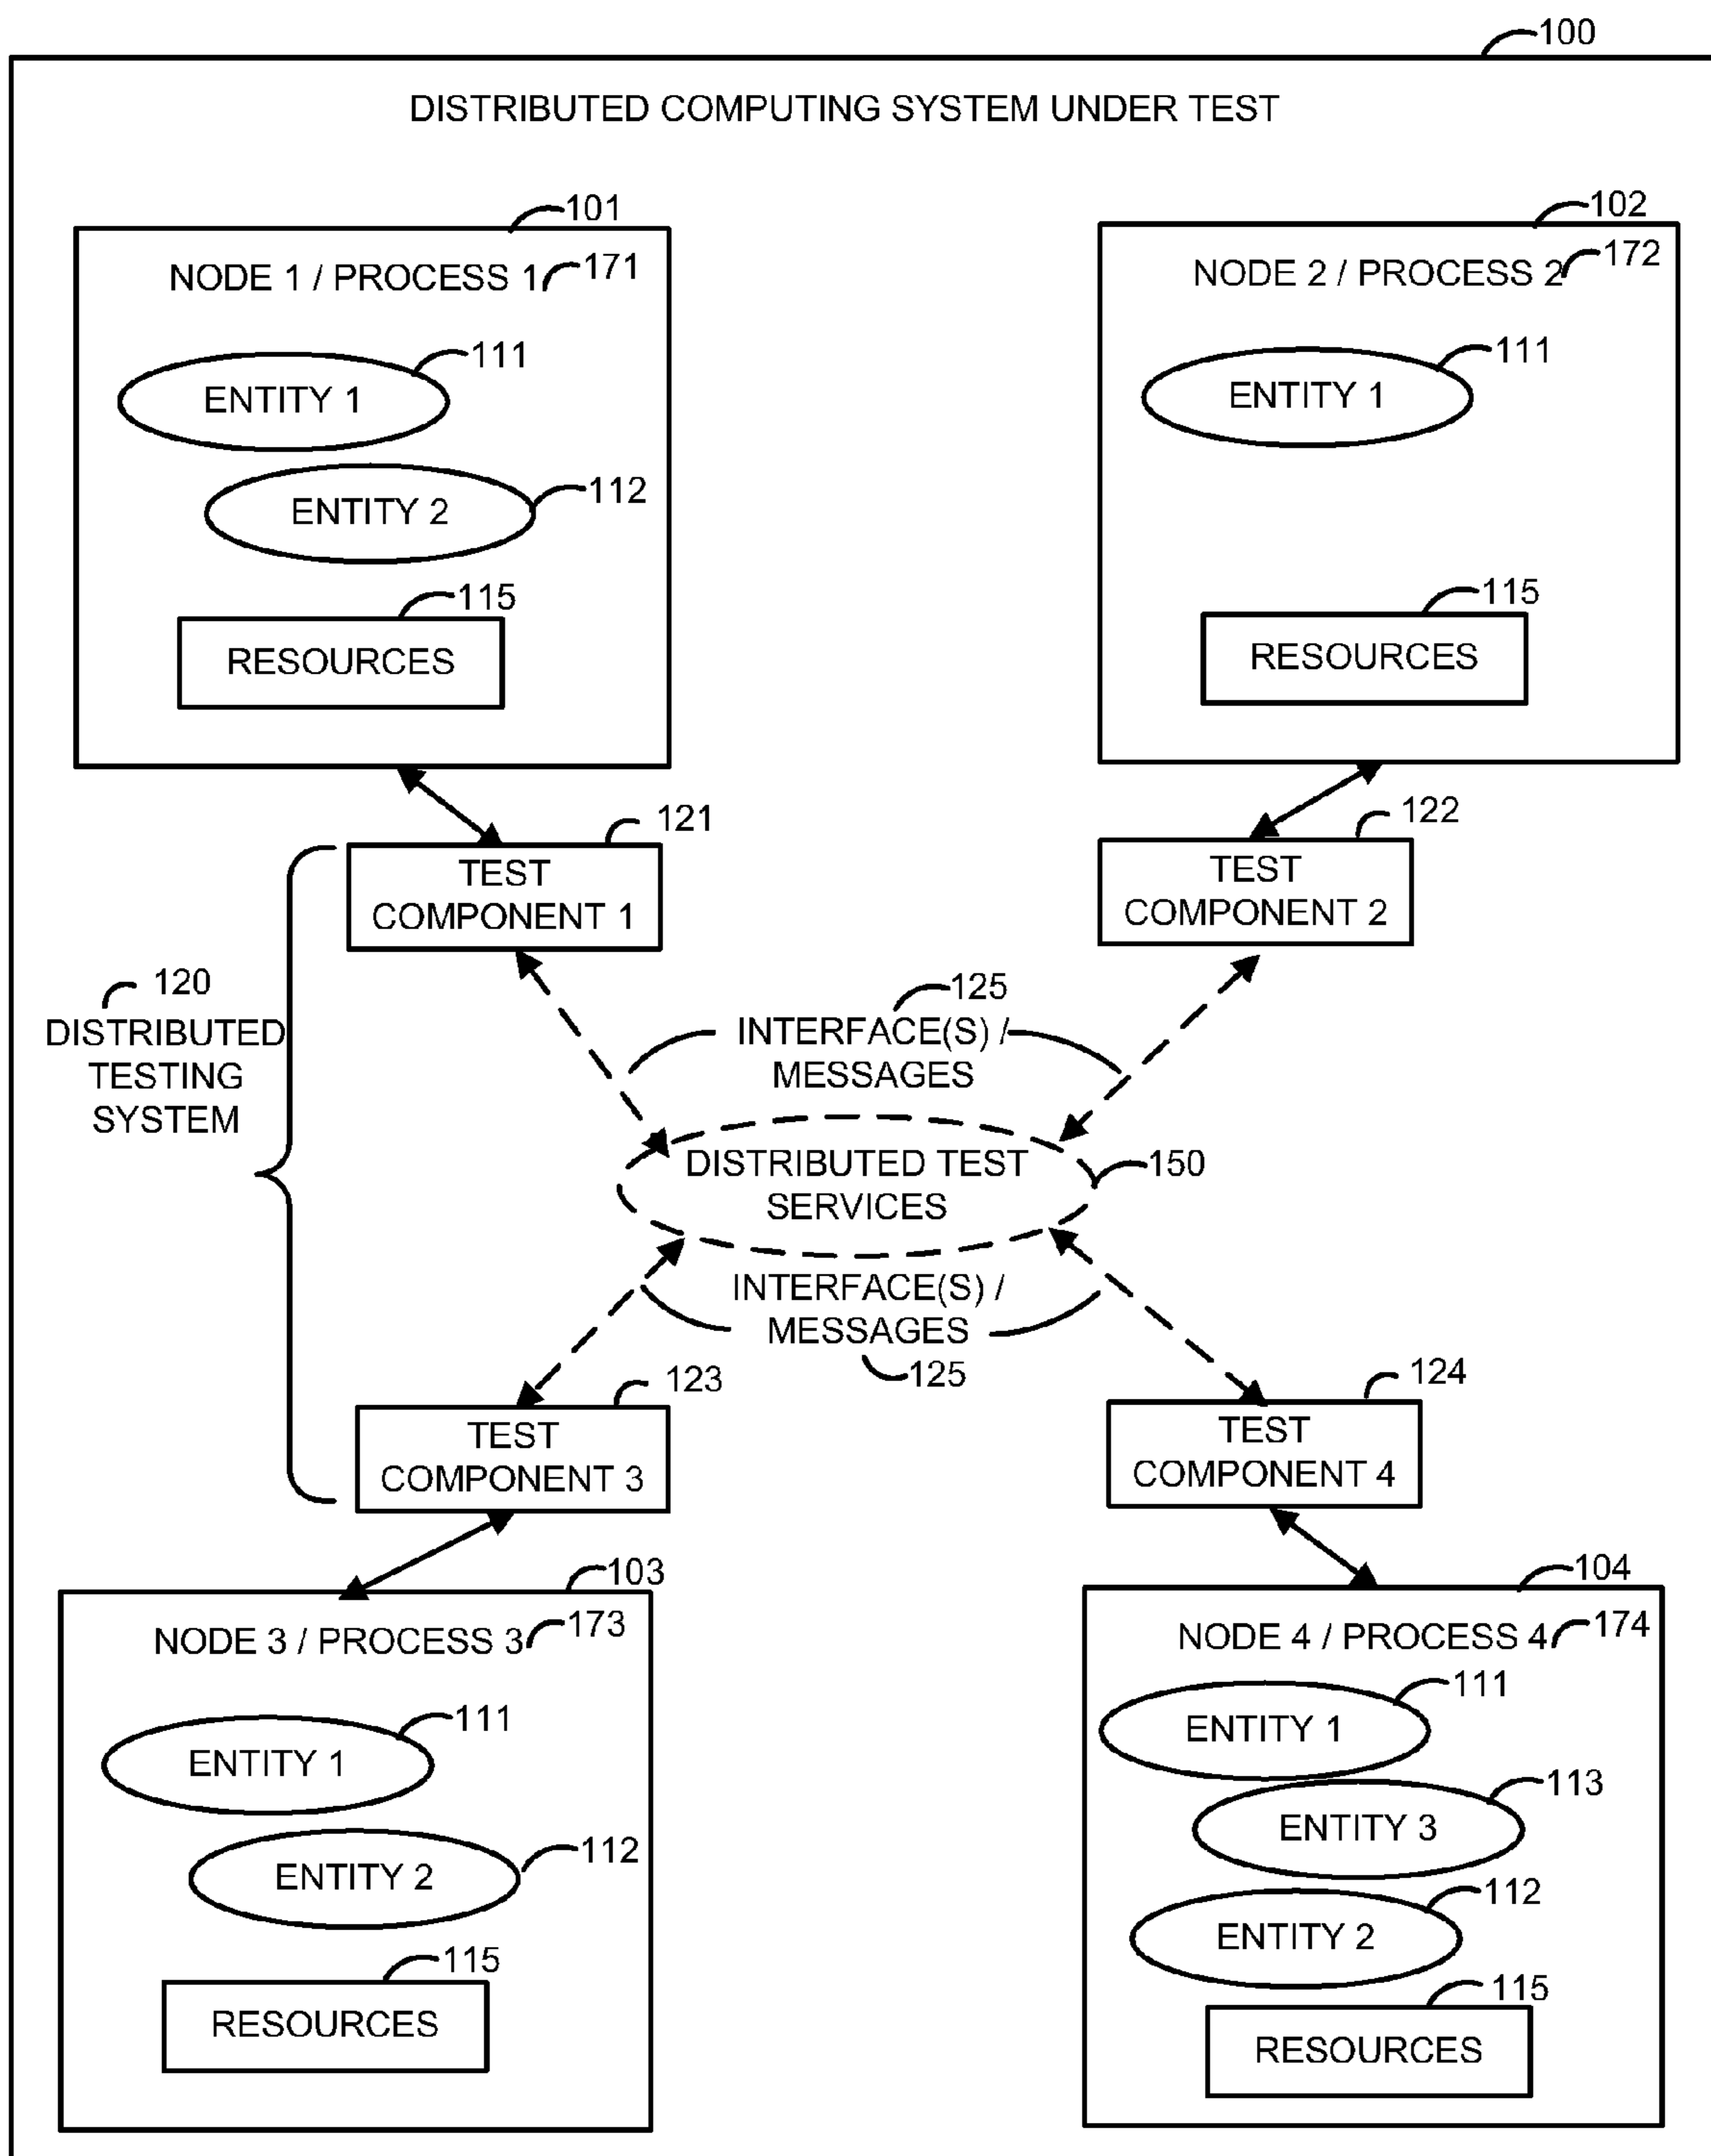 100
DISTRIBUTED COMPUTING SYSTEM UNDER TEST
101
NODE 1 / PROCESS 1 171
111
ENTITY 1
112
ENTITY 2
115
RESOURCES
102
NODE 2 / PROCESS 2 172
111
ENTITY 1
115
RESOURCES
121
TEST
COMPONENT 1
122
TEST
COMPONENT 2
120
DISTRIBUTED
TESTING
SYSTEM
125
INTERFACE(S) /
MESSAGES
DISTRIBUTED TEST
SERVICES
150
INTERFACE(S) /
MESSAGES
125
123
TEST
COMPONENT 3
124
TEST
COMPONENT 4
103
NODE 3 / PROCESS 3 173
111
ENTITY 1
112
ENTITY 2
115
RESOURCES
104
NODE 4 / PROCESS 4 174
111
ENTITY 1
113
ENTITY 3
112
ENTITY 2
115
RESOURCES